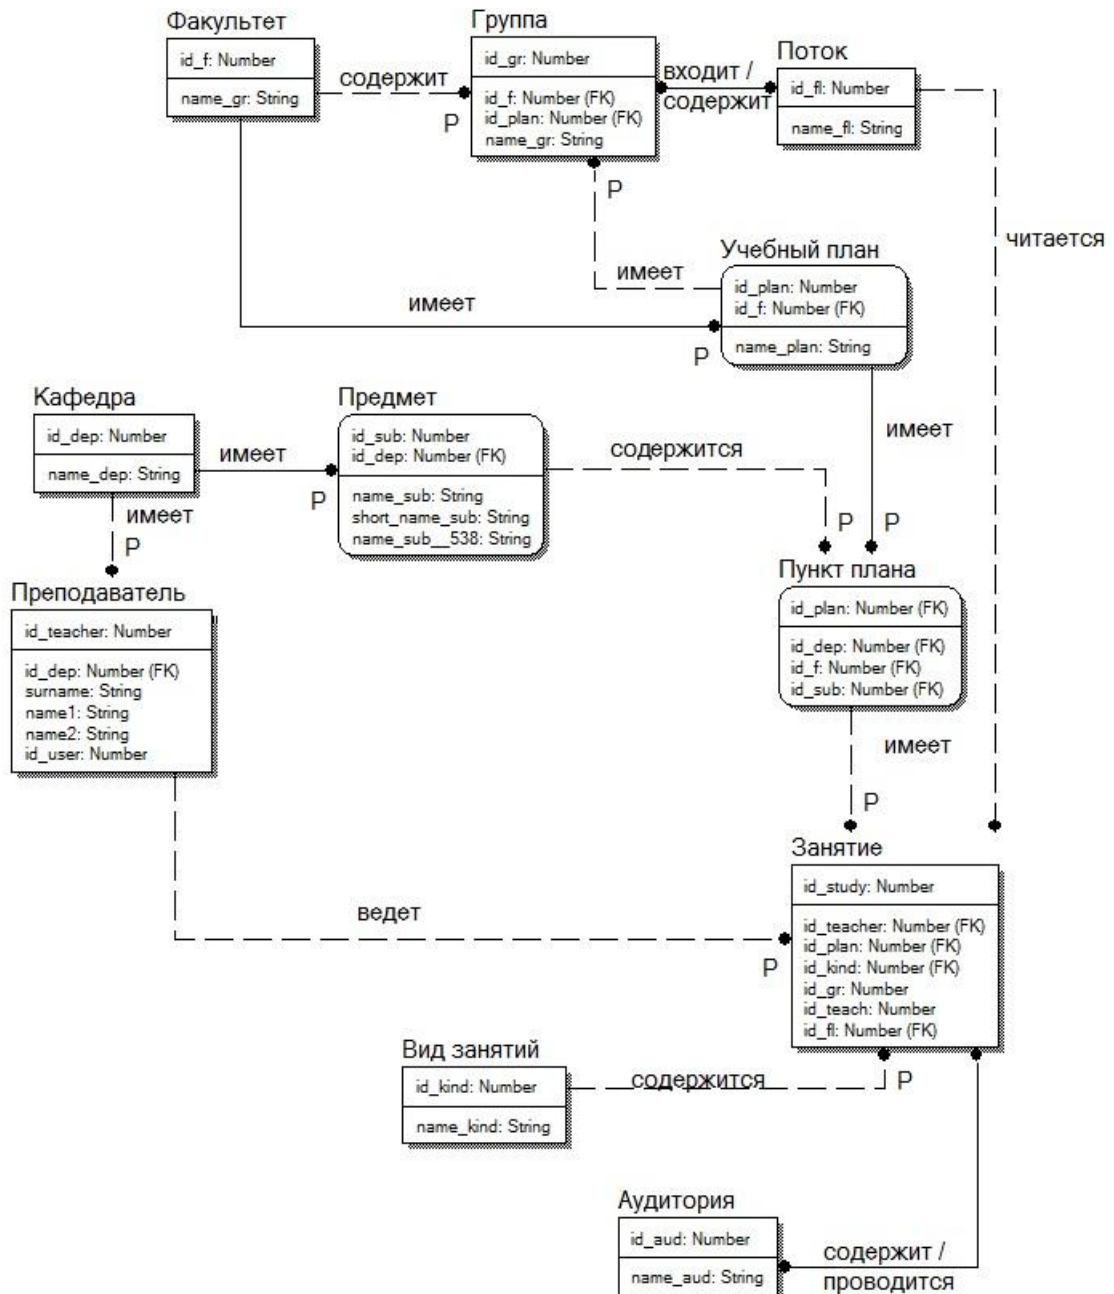 Факультет
id_f: Number
name_gr: String
содержит
P
Группа
id_gr: Number
id_f: Number (FK)
id_plan: Number (FK)
name_gr: String
P
входит /
содержит
Поток
id_fl: Number
name_fl: String
читается
имеет
имеет
P
Учебный план
id_plan: Number
id_f: Number (FK)
name_plan: String
имеет
P
Кафедра
id_dep: Number
name_dep: String
имеет
P
имеет
P
Предмет
id_sub: Number
id_dep: Number (FK)
name_sub: String
short_name_sub: String
name_sub__538: String
содержится
P
Пункт плана
id_plan: Number (FK)
id_dep: Number (FK)
id_f: Number (FK)
id_sub: Number (FK)
имеет
P
Преподаватель
id_teacher: Number
id_dep: Number (FK)
surname: String
name1: String
name2: String
id_user: Number
ведет
P
Занятие
id_study: Number
id_teacher: Number (FK)
id_plan: Number (FK)
id_kind: Number (FK)
id_gr: Number
id_teach: Number
id_fl: Number (FK)
P
Вид занятий
id_kind: Number
name_kind: String
содержится
Аудитория
id_aud: Number
name_aud: String
содержит /
проводится